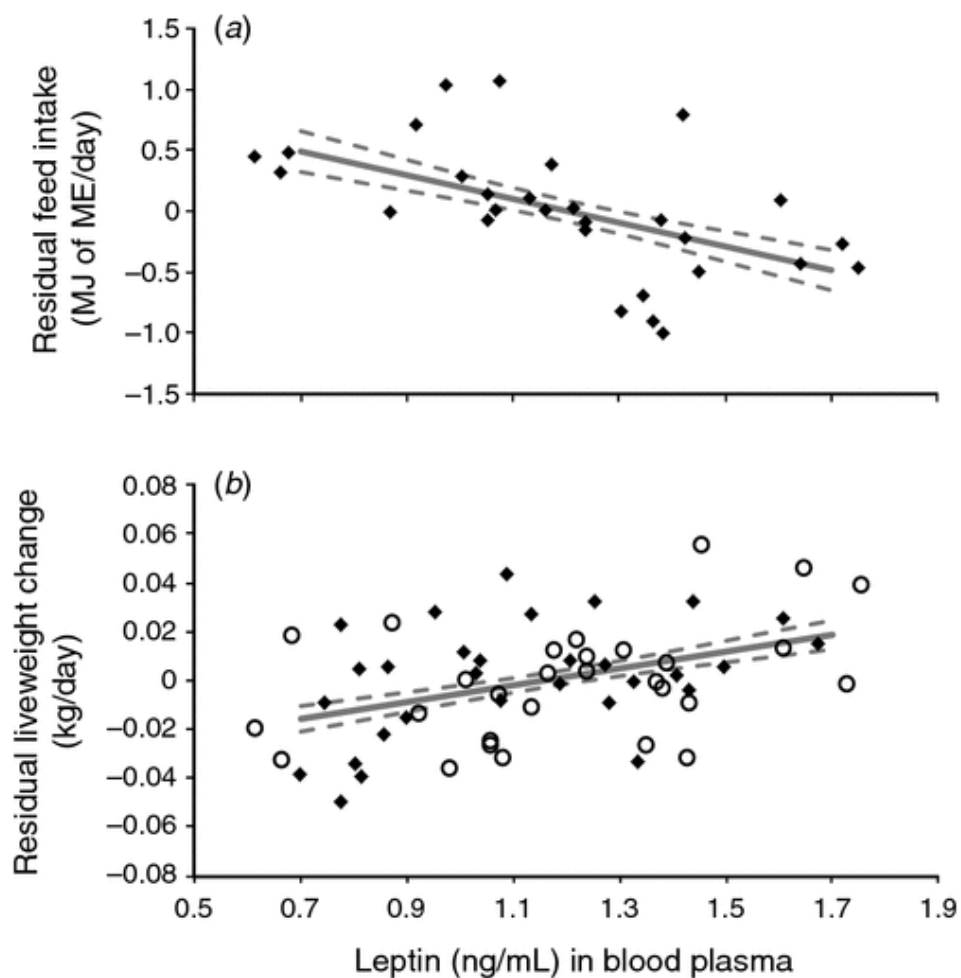 (a)
Residual feed intake
(MJ of ME/day)
1.5
1.0
0.5
0
–0.5
–1.0
–1.5
(b)
Residual liveweight change
(kg/day)
0.08
0.06
0.04
0.02
0
–0.02
–0.04
–0.06
–0.08
0.5 0.7 0.9 1.1 1.3 1.5 1.7 1.9
Leptin (ng/mL) in blood plasma